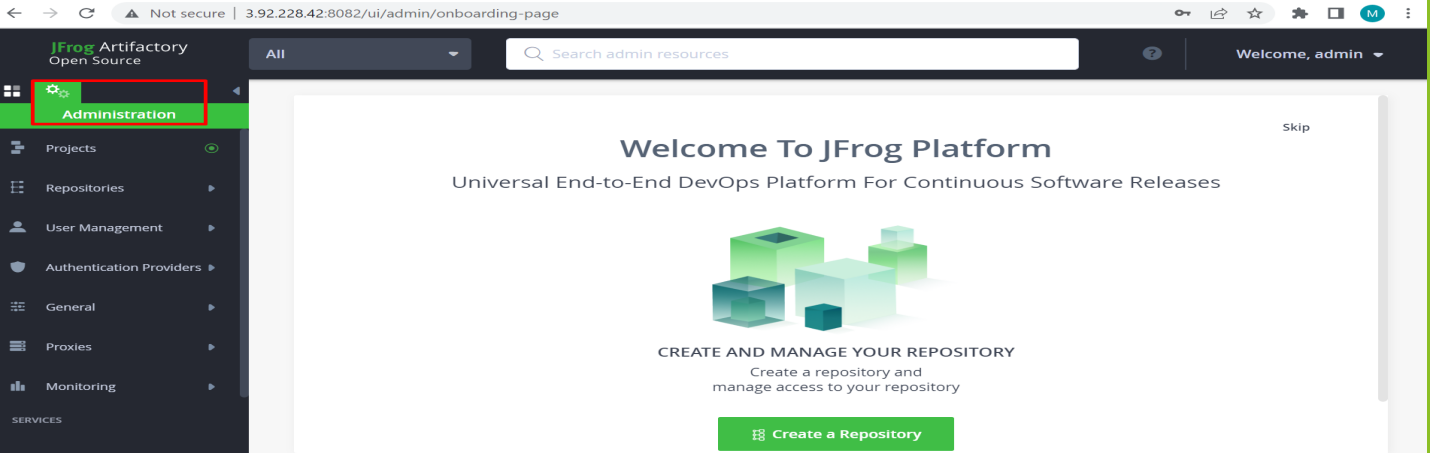 Not secure | 3.92.228.42:8082/ui/admin/onboarding-page
M
JFrog Artifactory
Open Source
All
Search admin resources
?
Welcome, admin
Administration
Projects
Repositories
User Management
Authentication Providers
General
Proxies
Monitoring
SERVICES
Skip
Welcome To JFrog Platform
Universal End-to-End DevOps Platform For Continuous Software Releases
CREATE AND MANAGE YOUR REPOSITORY
Create a repository and
manage access to your repository
Create a Repository